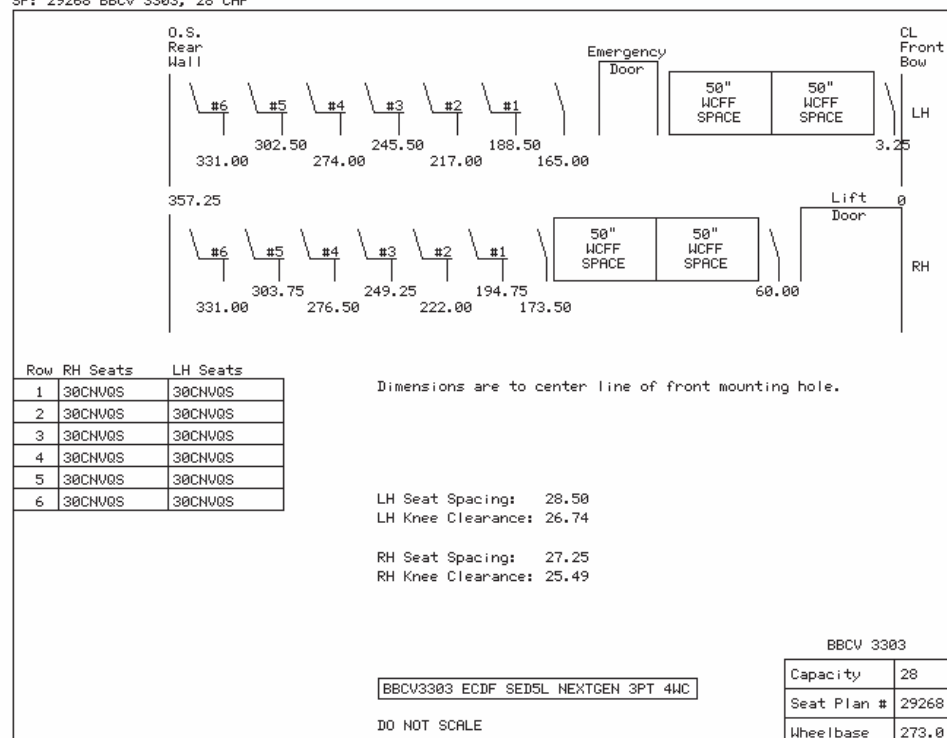 SP: 29268 BBCV 3303, 28 CAP
O.S.
Rear
Wall
Emergency
Door
CL
Front
Bow
50"
WCFF
SPACE
50"
WCFF
SPACE
#6 #5 #4 #3 #2 #1
LH
302.50 245.50 188.50 3.25
331.00 274.00 217.00 165.00
357.25
Lift
Door
0
50"
WCFF
SPACE
50"
WCFF
SPACE
#6 #5 #4 #3 #2 #1
RH
303.75 249.25 194.75 60.00
331.00 276.50 222.00 173.50
Row RH Seats LH Seats
1 30CNVQS 30CNVQS
2 30CNVQS 30CNVQS
3 30CNVQS 30CNVQS
4 30CNVQS 30CNVQS
5 30CNVQS 30CNVQS
6 30CNVQS 30CNVQS
Dimensions are to center line of front mounting hole.
LH Seat Spacing: 28.50
LH Knee Clearance: 26.74
RH Seat Spacing: 27.25
RH Knee Clearance: 25.49
BBCV 3303
Capacity 28
Seat Plan # 29268
Wheelbase 273.0
BBCV3303 ECDF SED5L NEXTGEN 3PT 4WC
DO NOT SCALE